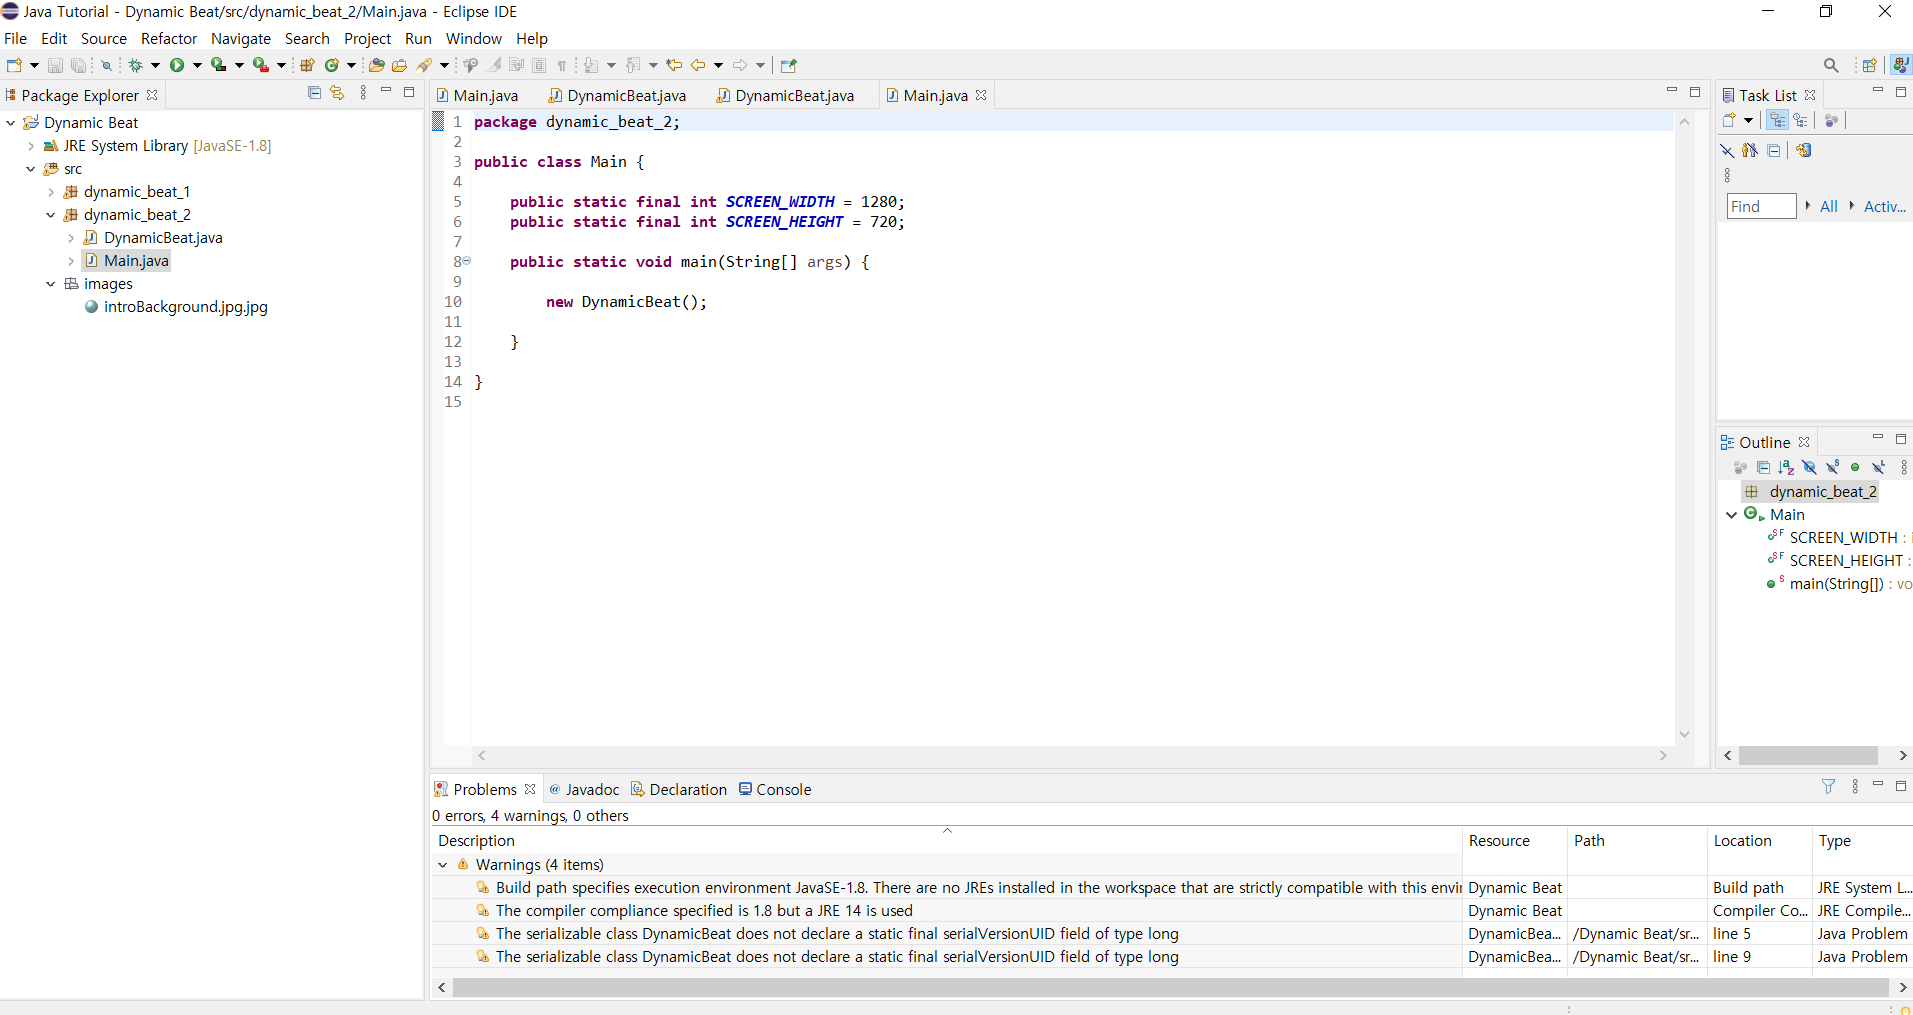 Java Tutorial - Dynamic Beat/src/dynamic_beat_2/Main.java - Eclipse IDE
File Edit Source Refactor Navigate Search Project Run Window Help
Package Explorer
Dynamic Beat
JRE System Library [JavaSE-1.8]
src
dynamic_beat_1
dynamic_beat_2
DynamicBeat.java
Main.java
images
introBackground.jpg.jpg
Main.java DynamicBeat.java DynamicBeat.java Main.java
1 package dynamic_beat_2;
2
3 public class Main {
4
5 public static final int SCREEN_WIDTH = 1280;
6 public static final int SCREEN_HEIGHT = 720;
7
8 public static void main(String[] args) {
9
10 new DynamicBeat();
11
12 }
13
14 }
15
Task List
Find All Activ...
Outline
dynamic_beat_2
Main
SCREEN_WIDTH : i
SCREEN_HEIGHT :
main(String[]) : vo
Problems @ Javadoc Declaration Console
0 errors, 4 warnings, 0 others
Description Resource Path Location Type
Warnings (4 items)
Build path specifies execution environment JavaSE-1.8. There are no JREs installed in the workspace that are strictly compatible with this envir Dynamic Beat Build path JRE System L...
The compiler compliance specified is 1.8 but a JRE 14 is used Dynamic Beat Compiler Co... JRE Compile...
The serializable class DynamicBeat does not declare a static final serialVersionUID field of type long DynamicBea... /Dynamic Beat/sr... line 5 Java Problem
The serializable class DynamicBeat does not declare a static final serialVersionUID field of type long DynamicBea... /Dynamic Beat/sr... line 9 Java Problem